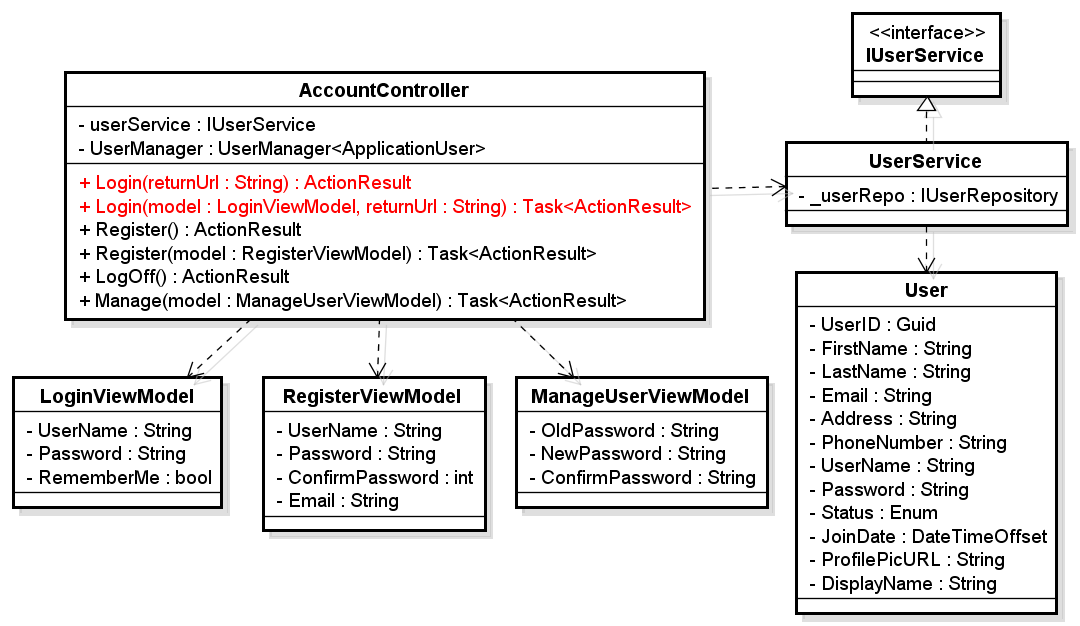 <<interface>>
IUserService
AccountController
- userService : IUserService
- UserManager : UserManager<ApplicationUser>
+ Login(returnUrl : String) : ActionResult
+ Login(model : LoginViewModel, returnUrl : String) : Task<ActionResult>
+ Register() : ActionResult
+ Register(model : RegisterViewModel) : Task<ActionResult>
+ LogOff() : ActionResult
+ Manage(model : ManageUserViewModel) : Task<ActionResult>
UserService
- _userRepo : IUserRepository
LoginViewModel
- UserName : String
- Password : String
- RememberMe : bool
RegisterViewModel
- UserName : String
- Password : String
- ConfirmPassword : int
- Email : String
ManageUserViewModel
- OldPassword : String
- NewPassword : String
- ConfirmPassword : String
User
- UserID : Guid
- FirstName : String
- LastName : String
- Email : String
- Address : String
- PhoneNumber : String
- UserName : String
- Password : String
- Status : Enum
- JoinDate : DateTimeOffset
- ProfilePicURL : String
- DisplayName : String